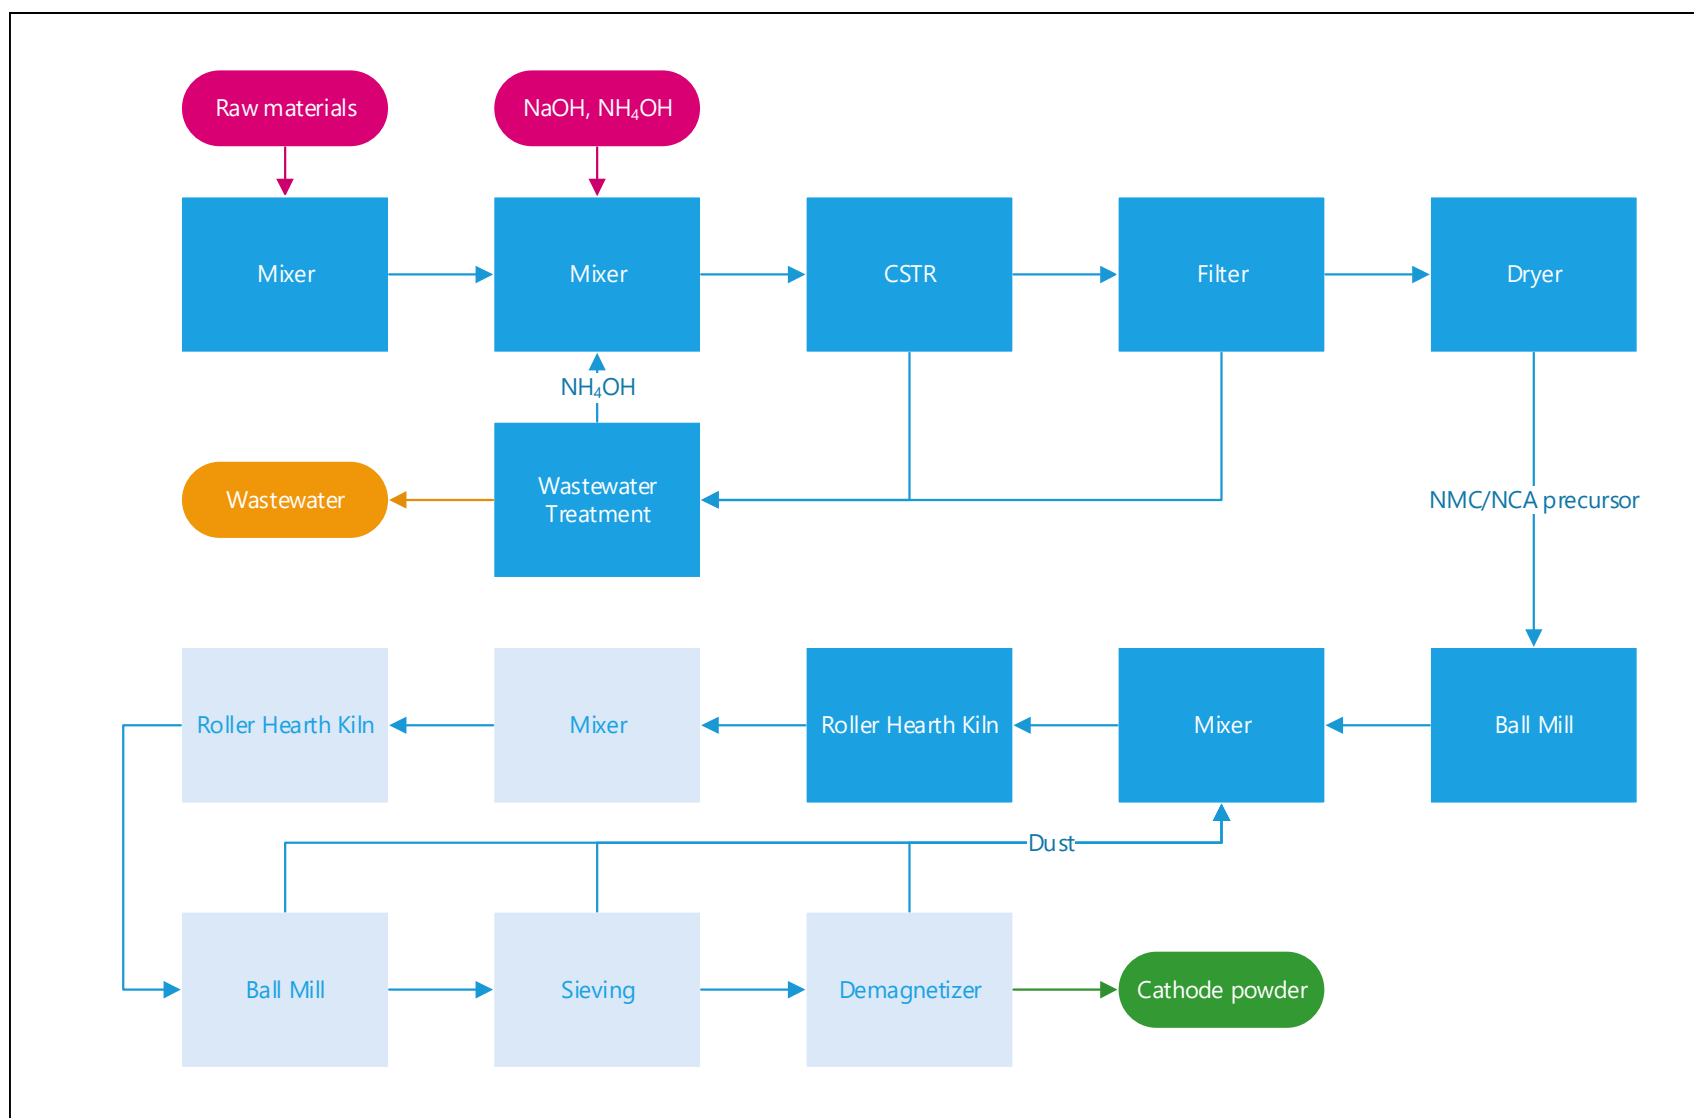 Raw materials
NaOH, NH₄OH
Mixer
Mixer
CSTR
Filter
Dryer
NH₄OH
Wastewater
Wastewater
Treatment
NMC/NCA precursor
Roller Hearth Kiln
Mixer
Roller Hearth Kiln
Mixer
Ball Mill
Dust
Ball Mill
Sieving
Demagnetizer
Cathode powder